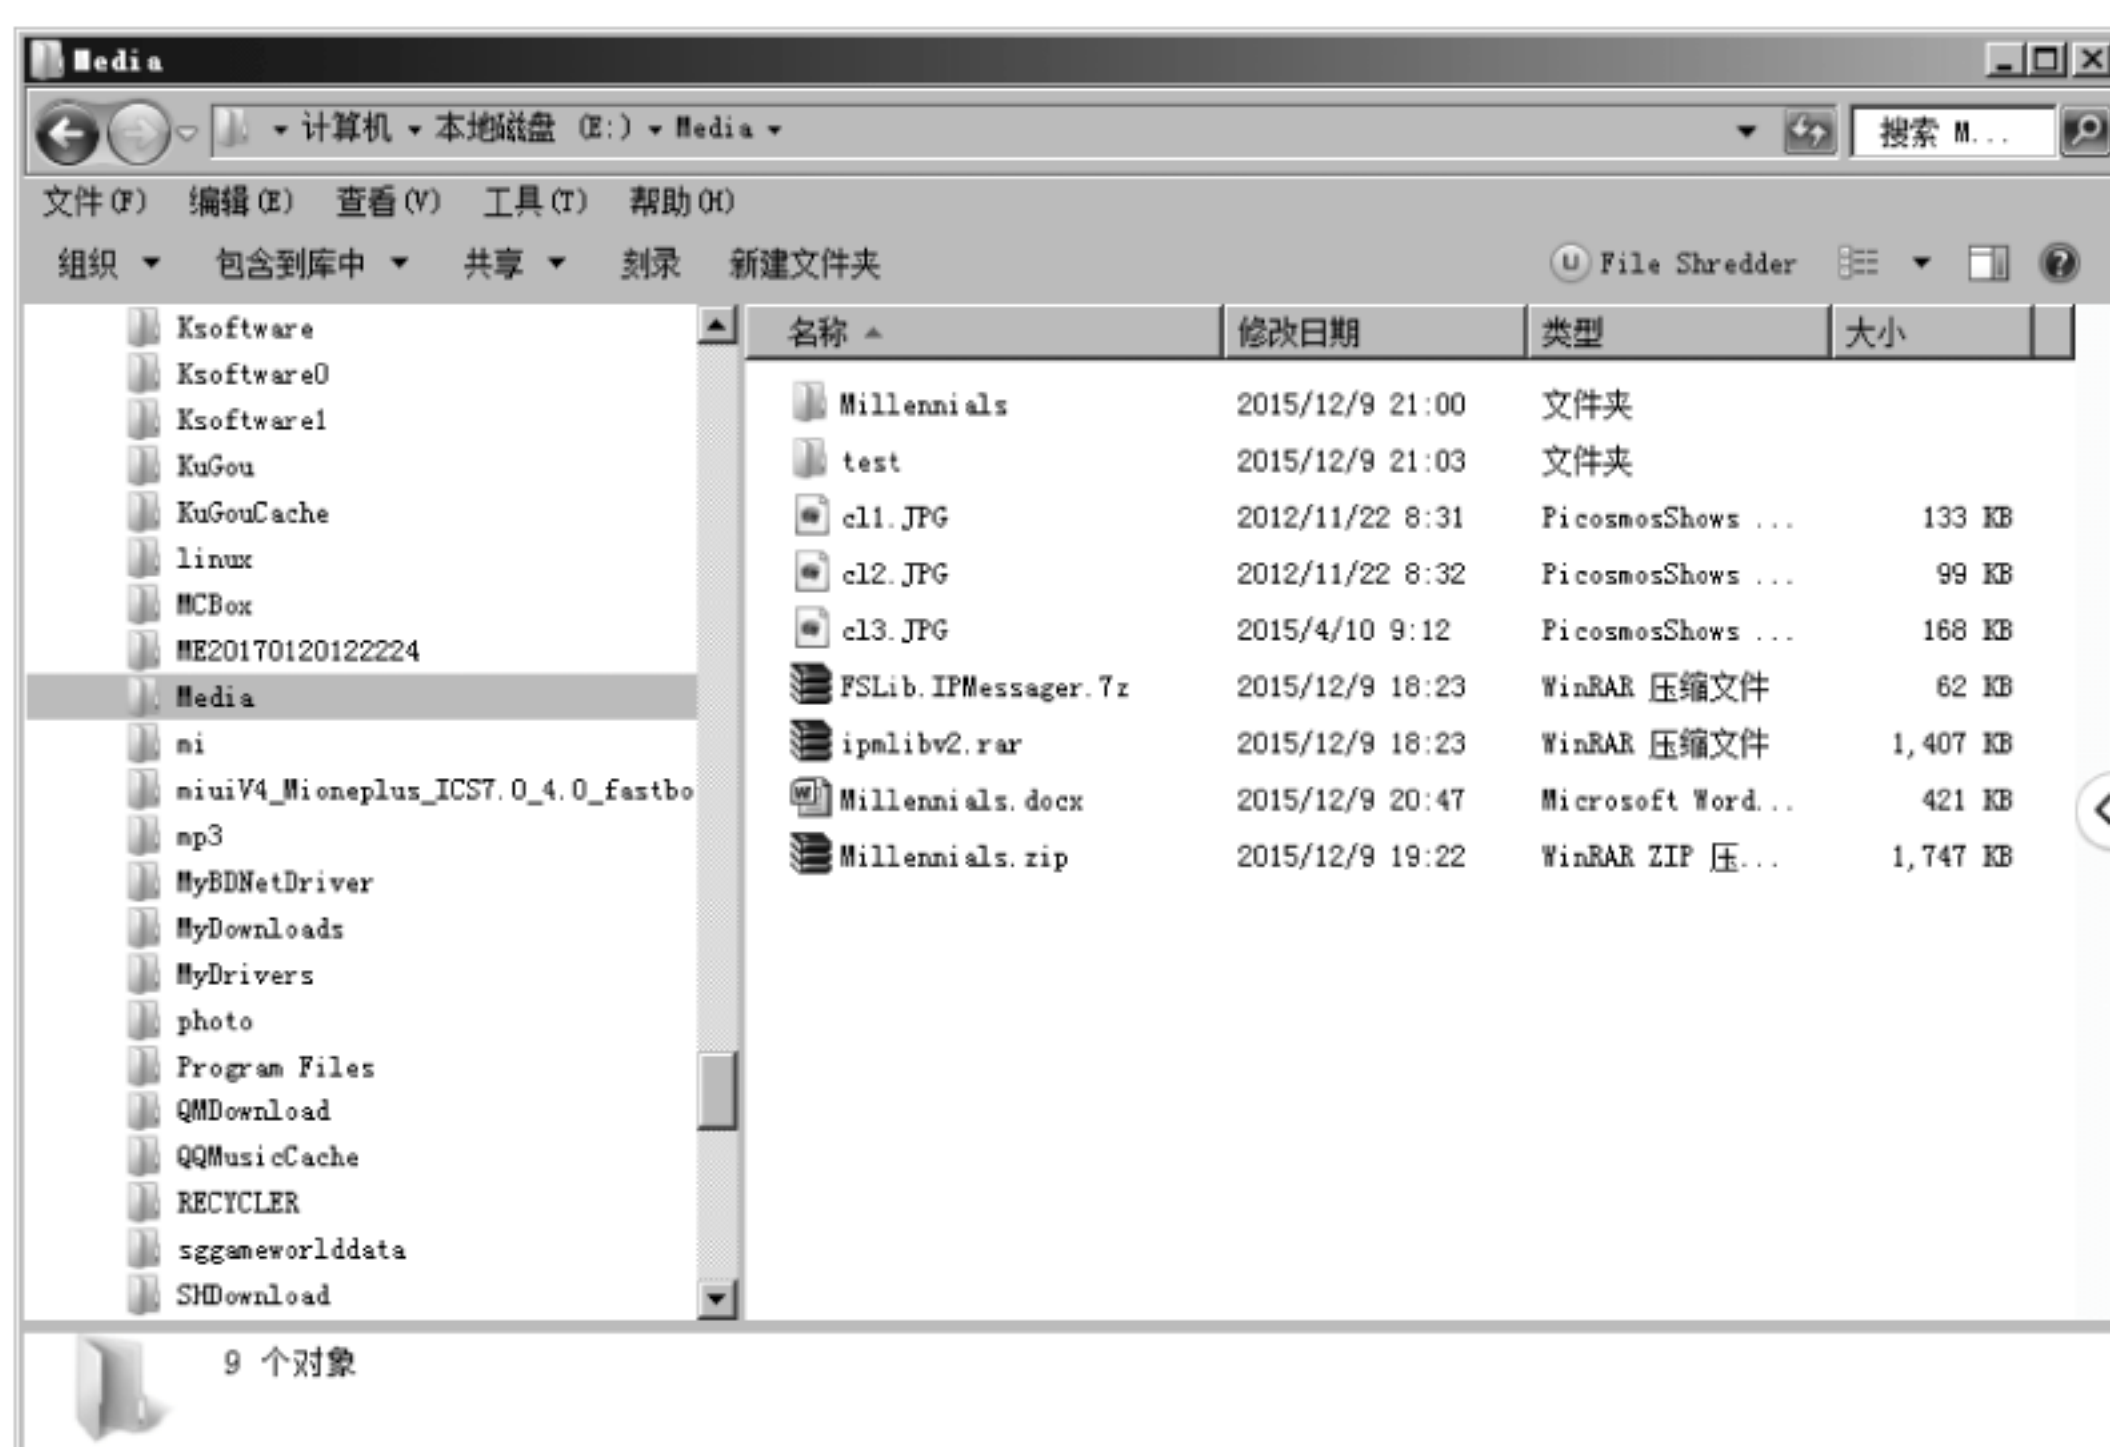 Media
计算机 本地磁盘 (E:) Media 搜索 M...
文件(F) 编辑(E) 查看(V) 工具(T) 帮助(H)
组织 包含到库中 共享 刻录 新建文件夹 File Shredder
Ksoftware
Ksoftware0
Ksoftware1
KuGou
KuGouCache
linux
MCBox
ME20170120122224
Media
mi
miuiV4_Mioneplus_ICS7.0_4.0_fastbo
mp3
MyBDNetDriver
MyDownloads
MyDrivers
photo
Program Files
QMDownload
QQMusicCache
RECYCLER
sggameworlddata
SHDownload
名称 修改日期 类型 大小
Millennials 2015/12/9 21:00 文件夹
test 2015/12/9 21:03 文件夹
cl1.JPG 2012/11/22 8:31 PicosmosShows ... 133 KB
cl2.JPG 2012/11/22 8:32 PicosmosShows ... 99 KB
cl3.JPG 2015/4/10 9:12 PicosmosShows ... 168 KB
FSLib.IPMessager.7z 2015/12/9 18:23 WinRAR 压缩文件 62 KB
ipmlibv2.rar 2015/12/9 18:23 WinRAR 压缩文件 1,407 KB
Millennials.docx 2015/12/9 20:47 Microsoft Word... 421 KB
Millennials.zip 2015/12/9 19:22 WinRAR ZIP 压... 1,747 KB
9 个对象